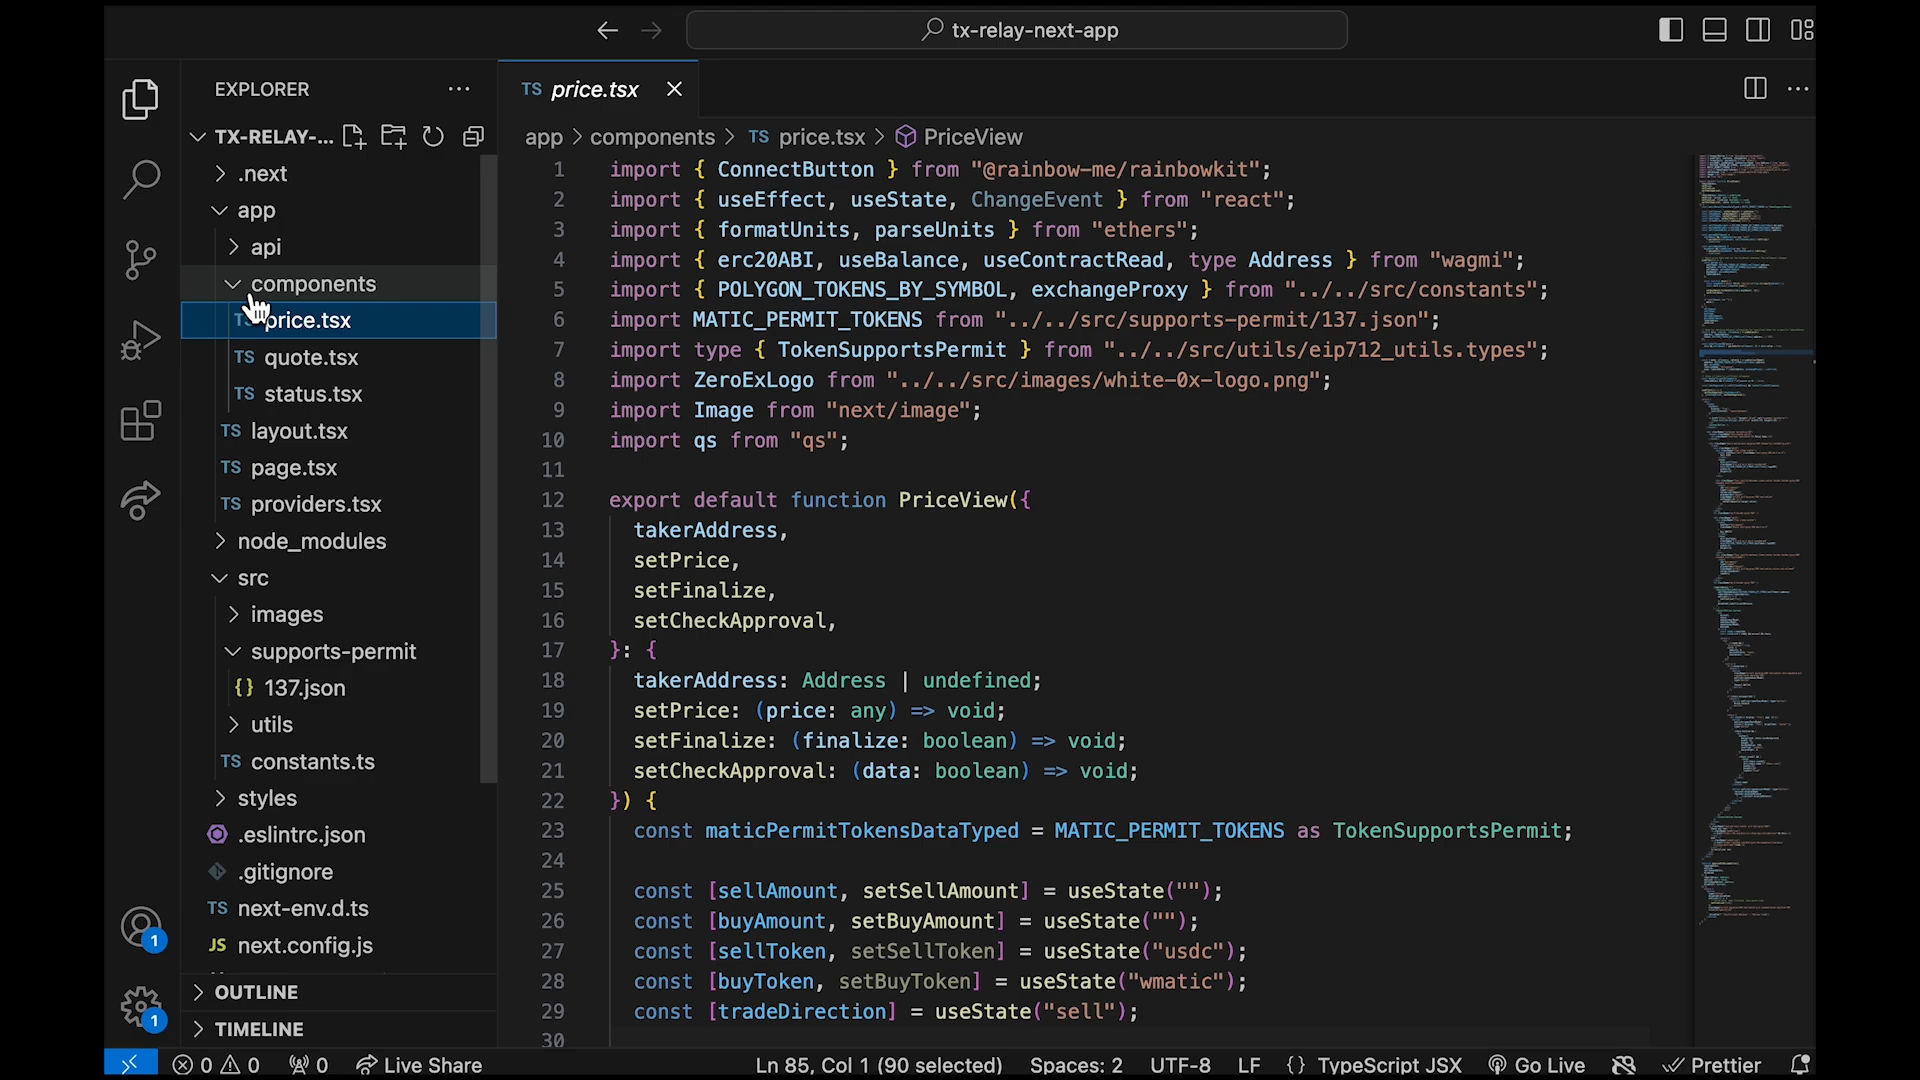 tx-relay-next-app
EXPLORER
TX-RELAY-...
.next
app
api
components
price.tsx
TS quote.tsx
TS status.tsx
TS layout.tsx
TS page.tsx
TS providers.tsx
node_modules
src
images
supports-permit
{} 137.json
utils
TS constants.ts
styles
.eslintrc.json
.gitignore
TS next-env.d.ts
JS next.config.js
OUTLINE
TIMELINE
1
1
TS price.tsx
app > components > TS price.tsx > PriceView
1 import { ConnectButton } from "@rainbow-me/rainbowkit";
2 import { useEffect, useState, ChangeEvent } from "react";
3 import { formatUnits, parseUnits } from "ethers";
4 import { erc20ABI, useBalance, useContractRead, type Address } from "wagmi";
5 import { POLYGON_TOKENS_BY_SYMBOL, exchangeProxy } from "../../src/constants";
6 import MATIC_PERMIT_TOKENS from "../../src/supports-permit/137.json";
7 import type { TokenSupportsPermit } from "../../src/utils/eip712_utils.types";
8 import ZeroExLogo from "../../src/images/white-0x-logo.png";
9 import Image from "next/image";
10 import qs from "qs";
11
12 export default function PriceView({
13 takerAddress,
14 setPrice,
15 setFinalize,
16 setCheckApproval,
17 }: {
18 takerAddress: Address | undefined;
19 setPrice: (price: any) => void;
20 setFinalize: (finalize: boolean) => void;
21 setCheckApproval: (data: boolean) => void;
22 }) {
23 const maticPermitTokensDataTyped = MATIC_PERMIT_TOKENS as TokenSupportsPermit;
24
25 const [sellAmount, setSellAmount] = useState("");
26 const [buyAmount, setBuyAmount] = useState("");
27 const [sellToken, setSellToken] = useState("usdc");
28 const [buyToken, setBuyToken] = useState("wmatic");
29 const [tradeDirection] = useState("sell");
30
0 0 0 Live Share Ln 85, Col 1 (90 selected) Spaces: 2 UTF-8 LF {} TypeScript JSX Go Live Prettier